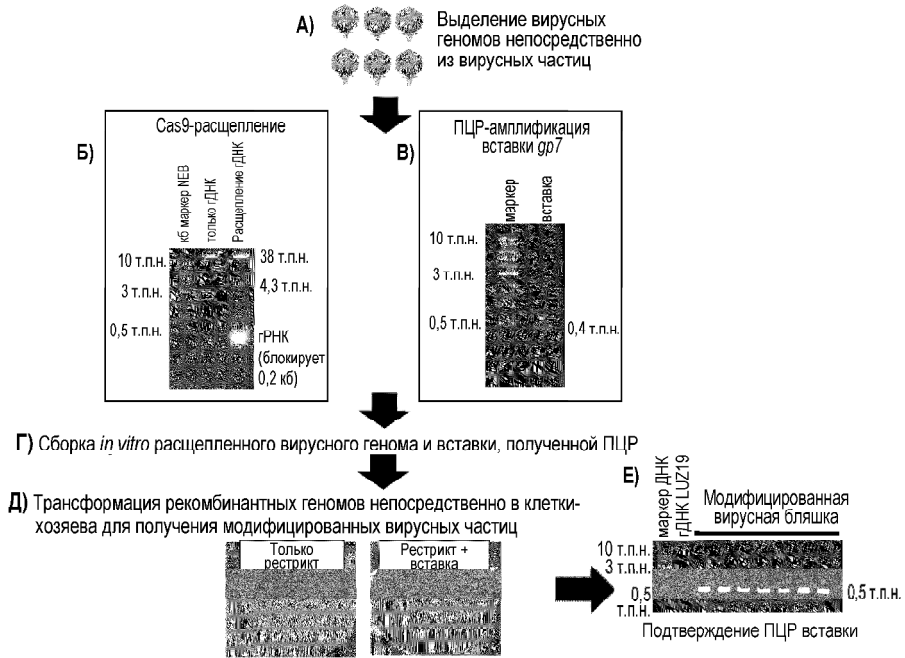 А)
Выделение вирусных
геномов непосредственно
из вирусных частиц
Б)
Cas9-расщепление
кб маркер NEB
только гДНК
Расщепление гДНК
10 т.п.н.
3 т.п.н.
0,5 т.п.н.
38 т.п.н.
4,3 т.п.н.
гРНК
(блокирует
0,2 кб)
В)
ПЦР-амплификация
вставки gp7
маркер
вставка
10 т.п.н.
3 т.п.н.
0,5 т.п.н.
0,4 т.п.н.
Г) Сборка in vitro расщепленного вирусного генома и вставки, полученной ПЦР
Д) Трансформация рекомбинантных геномов непосредственно в клетки-
хозяева для получения модифицированных вирусных частиц
Только
рестрикт
Рестрикт +
вставка
Е)
маркер ДНК
гДНК LUZ19
Модифицированная
вирусная бляшка
10 т.п.н.
3 т.п.н.
0,5
т.п.н.
0,5 т.п.н.
Подтверждение ПЦР вставки